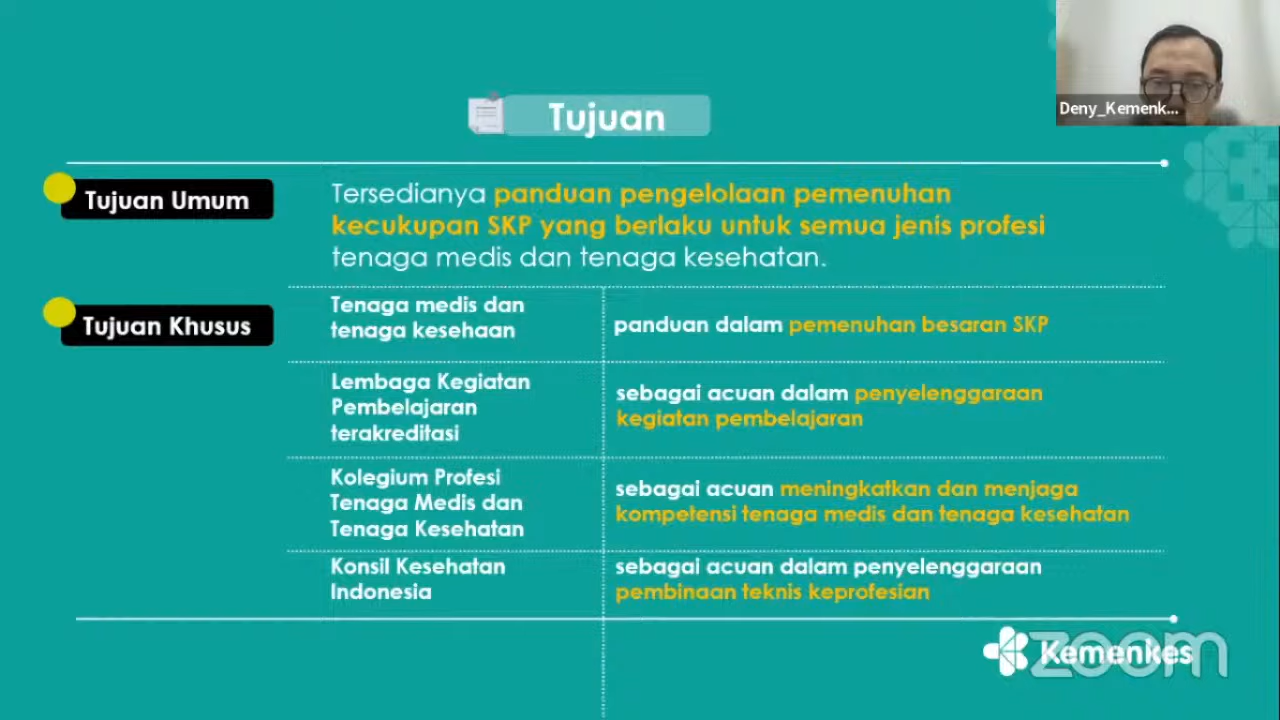 Deny_Kemenk...
Tujuan
Tujuan Umum
Tersedianya panduan pengelolaan pemenuhan
kecukupan SKP yang berlaku untuk semua jenis profesi
tenaga medis dan tenaga kesehatan.
Tujuan Khusus
Tenaga medis dan
tenaga kesehaan
panduan dalam pemenuhan besaran SKP
Lembaga Kegiatan
Pembelajaran
terakreditasi
sebagai acuan dalam penyelenggaraan
kegiatan pembelajaran
Kolegium Profesi
Tenaga Medis dan
Tenaga Kesehatan
sebagai acuan meningkatkan dan menjaga
kompetensi tenaga medis dan tenaga kesehatan
Konsil Kesehatan
Indonesia
sebagai acuan dalam penyelenggaraan
pembinaan teknis keprofesian
Kemenkes
zoom